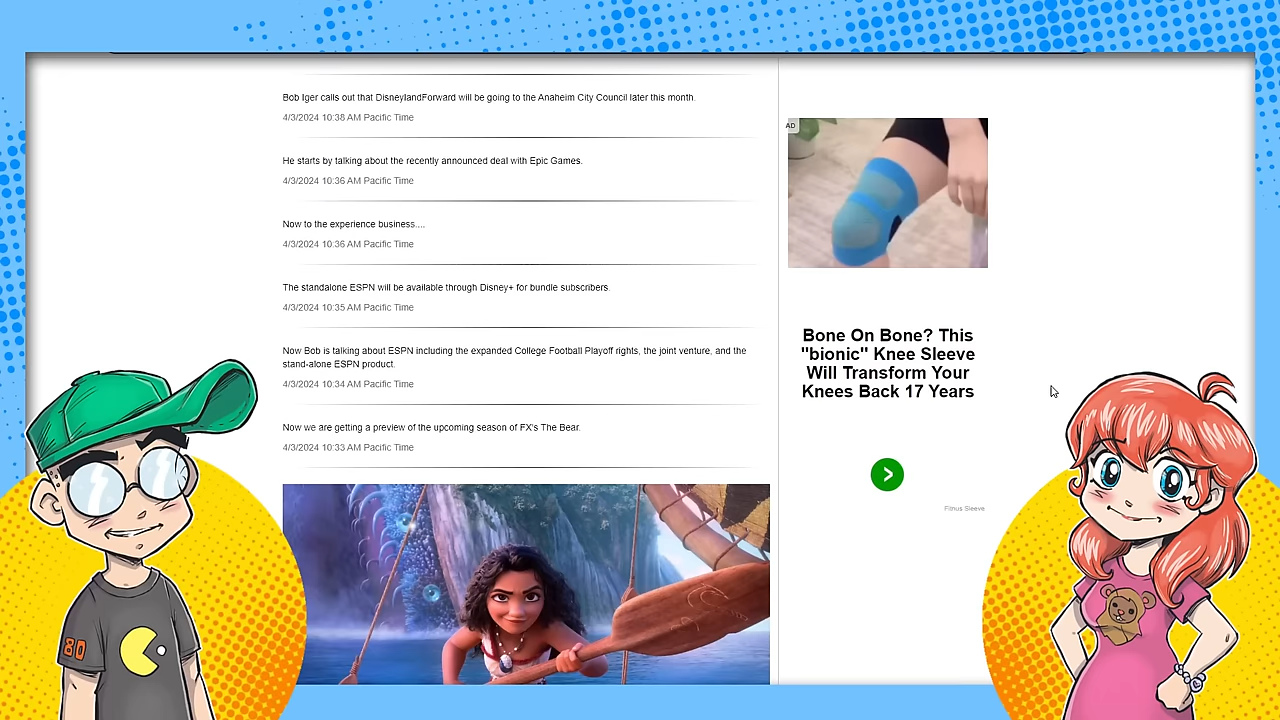 Bob Iger calls out that DisneylandForward will be going to the Anaheim City Council later this month.
4/3/2024 10:38 AM Pacific Time
He starts by talking about the recently announced deal with Epic Games.
4/3/2024 10:36 AM Pacific Time
Now to the experience business....
4/3/2024 10:36 AM Pacific Time
The standalone ESPN will be available through Disney+ for bundle subscribers.
4/3/2024 10:35 AM Pacific Time
Now Bob is talking about ESPN including the expanded College Football Playoff rights, the joint venture, and the
stand-alone ESPN product.
4/3/2024 10:34 AM Pacific Time
Now we are getting a preview of the upcoming season of FX's The Bear.
4/3/2024 10:33 AM Pacific Time
AD
Bone On Bone? This
"bionic" Knee Sleeve
Will Transform Your
Knees Back 17 Years
Fitnus Sleeve
80